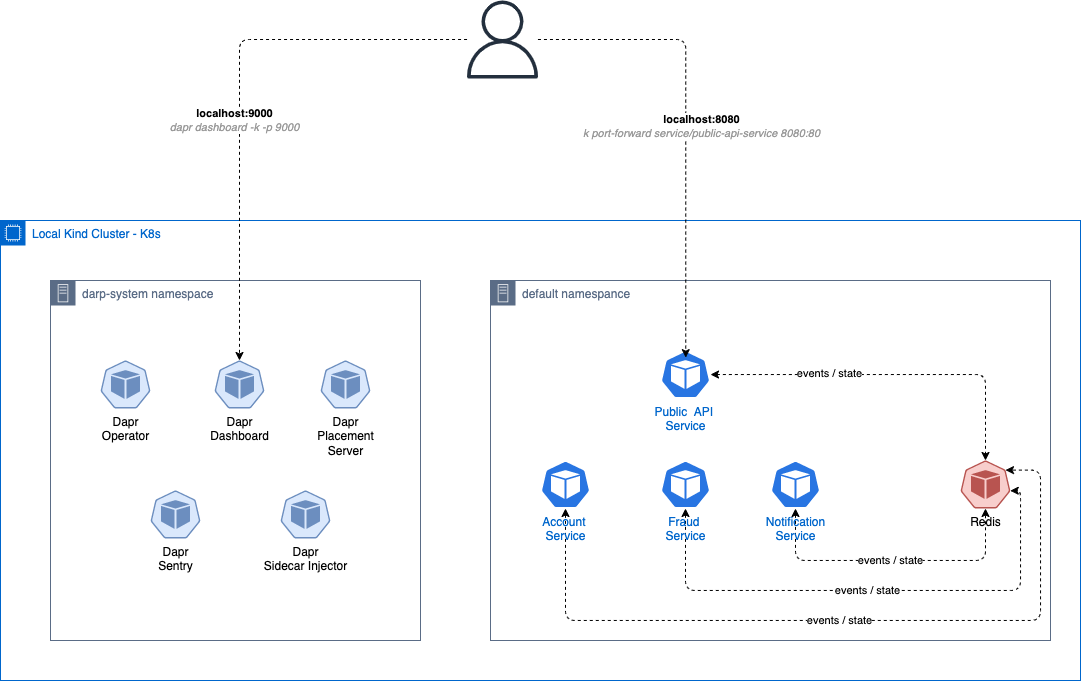 localhost:9000
dapr dashboard -k -p 9000
localhost:8080
k port-forward service/public-api-service 8080:80
Local Kind Cluster - K8s
darp-system namespace
Dapr
Operator
Dapr
Dashboard
Dapr
Placement
Server
Dapr
Sentry
Dapr
Sidecar Injector
default namespance
Public API
Service
events / state
Account
Service
Fraud
Service
Notification
Service
Redis
events / state
events / state
events / state